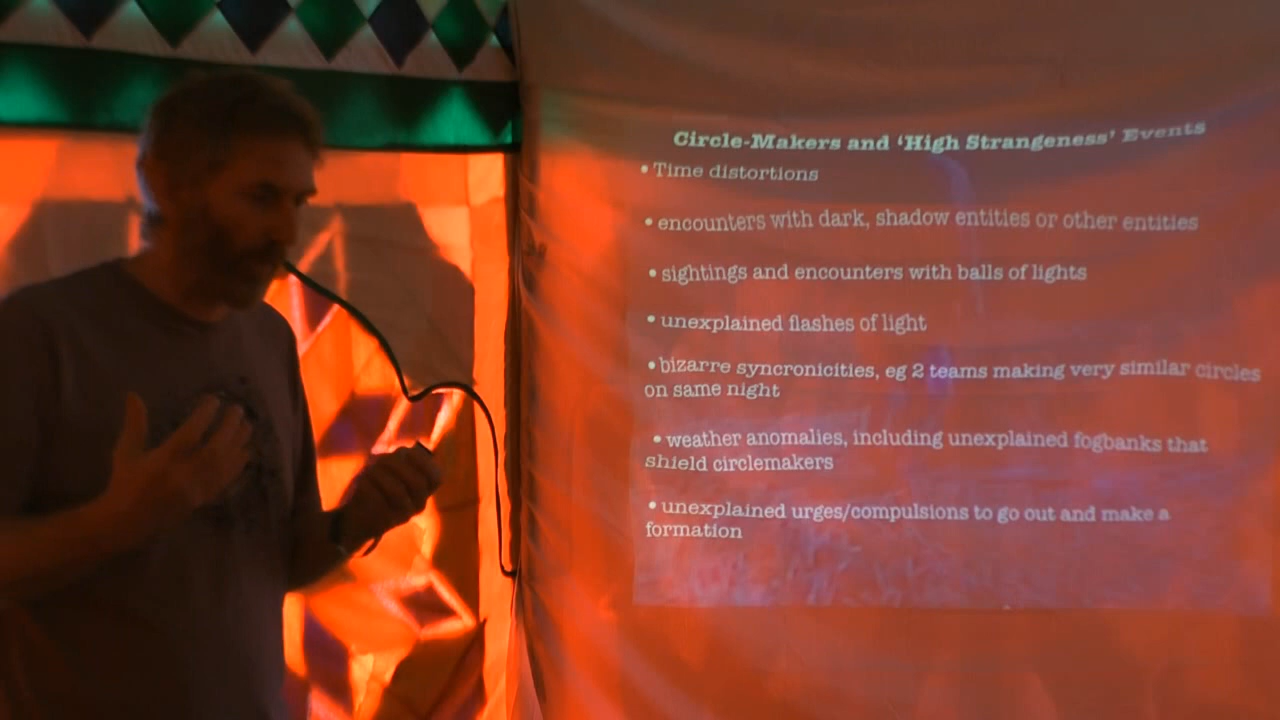 Circle-Makers and ‘High Strangeness’ Events
• Time distortions
• encounters with dark, shadow entities or other entities
• sightings and encounters with balls of lights
• unexplained flashes of light
• bizarre syncronicities, eg 2 teams making very similar circles
on same night
• weather anomalies, including unexplained fogbanks that
shield circlemakers
• unexplained urges/compulsions to go out and make a
formation